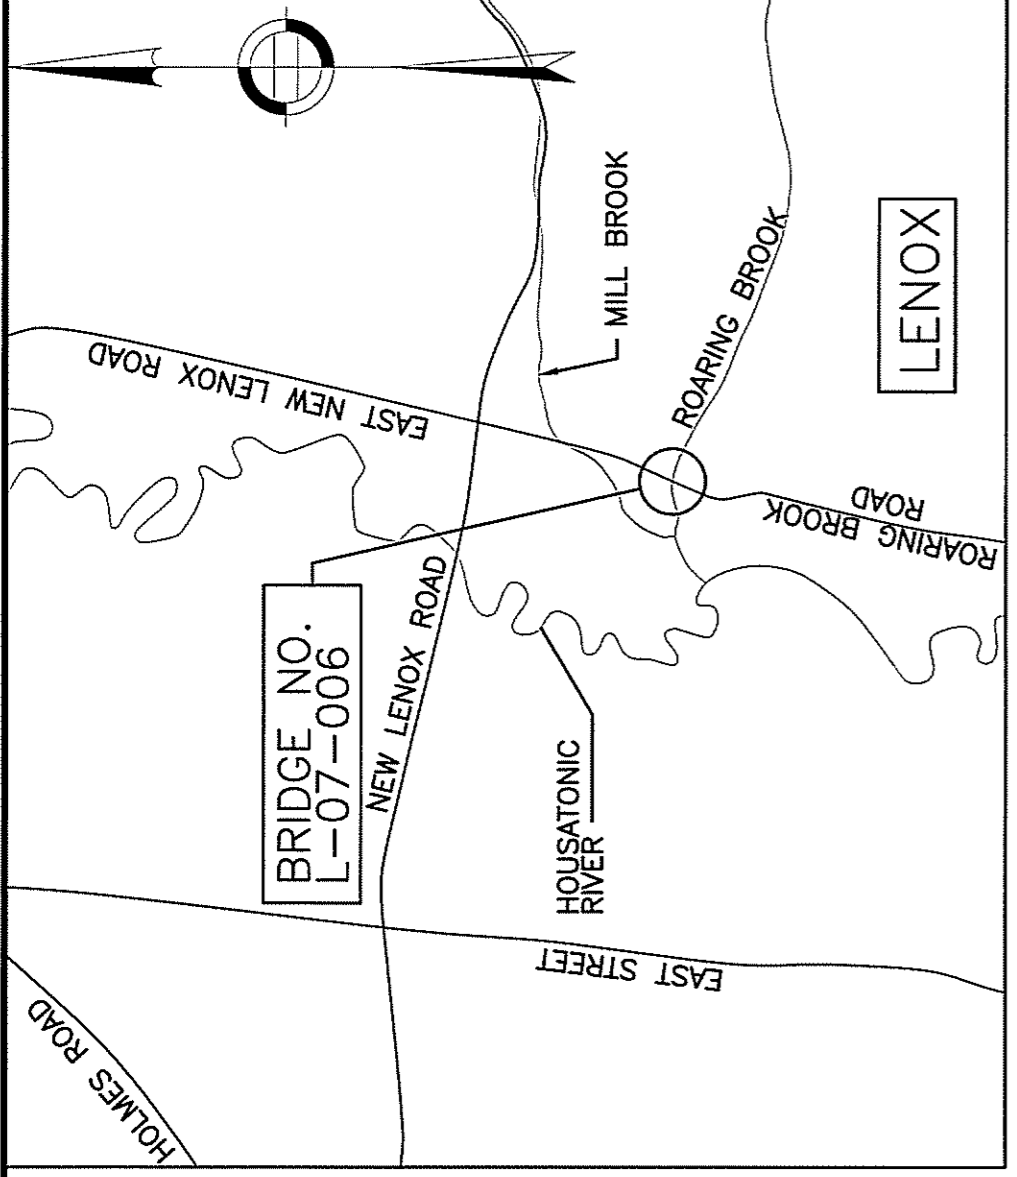 BRIDGE NO.
L-07-006
HOLMES ROAD
EAST STREET
NEW LENOX ROAD
EAST NEW LENOX ROAD
HOUSATONIC
RIVER
MILL BROOK
ROARING BROOK
ROARING BROOK
ROAD
LENOX